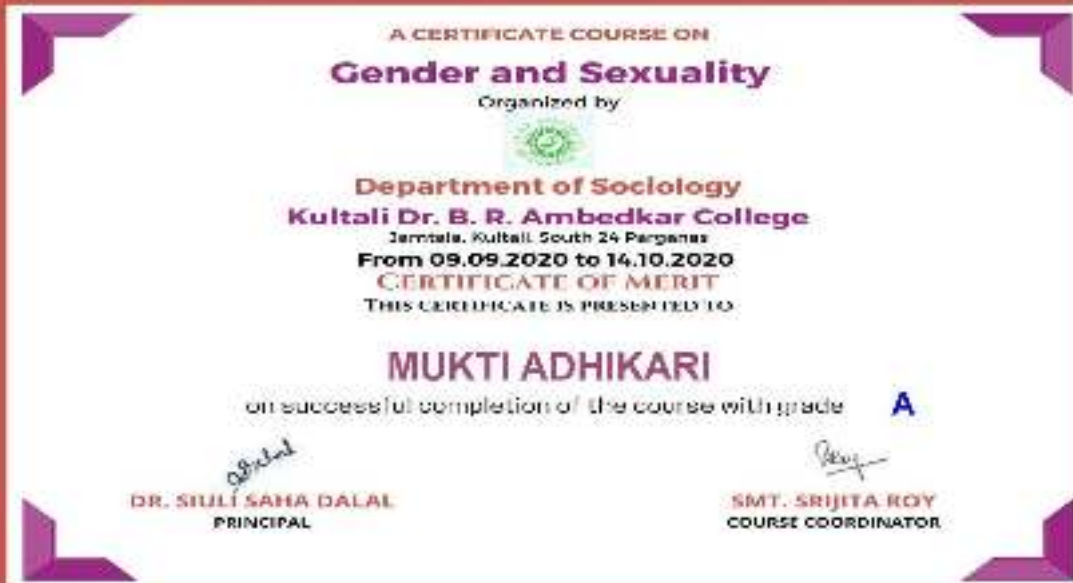 A CERTIFICATE COURSE ON
Gender and Sexuality
Organized by
Department of Sociology
Kultali Dr. B. R. Ambedkar College
Jamtala, Kultali, South 24 Parganas
From 09.09.2020 to 14.10.2020
CERTIFICATE OF MERIT
THIS CERTIFICATE IS PRESENTED TO
MUKTI ADHIKARI
on successful completion of the course with grade A
DR. SIULI SAHA DALAL SMT. SRIJITA ROY
PRINCIPAL COURSE COORDINATOR